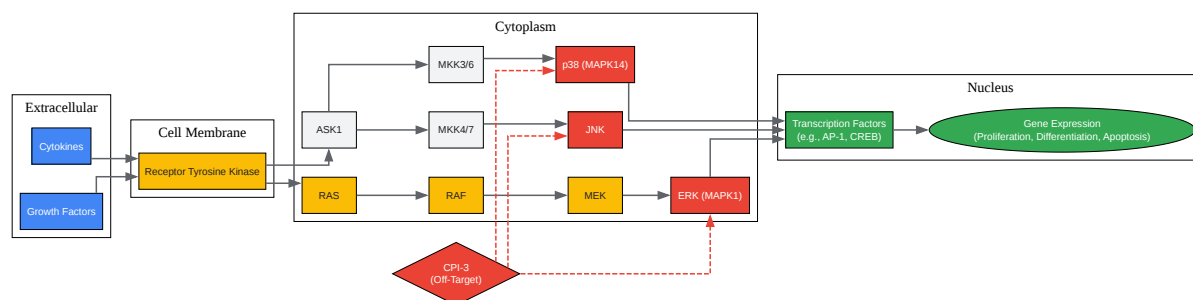 Extracellular
Cytokines
Growth Factors
Cell Membrane
Receptor Tyrosine Kinase
Cytoplasm
MKK3/6
p38 (MAPK14)
ASK1
MKK4/7
JNK
RAS
RAF
MEK
ERK (MAPK1)
CPI-3
(Off-Target)
Nucleus
Transcription Factors
(e.g., AP-1, CREB)
Gene Expression
(Proliferation, Differentiation, Apoptosis)